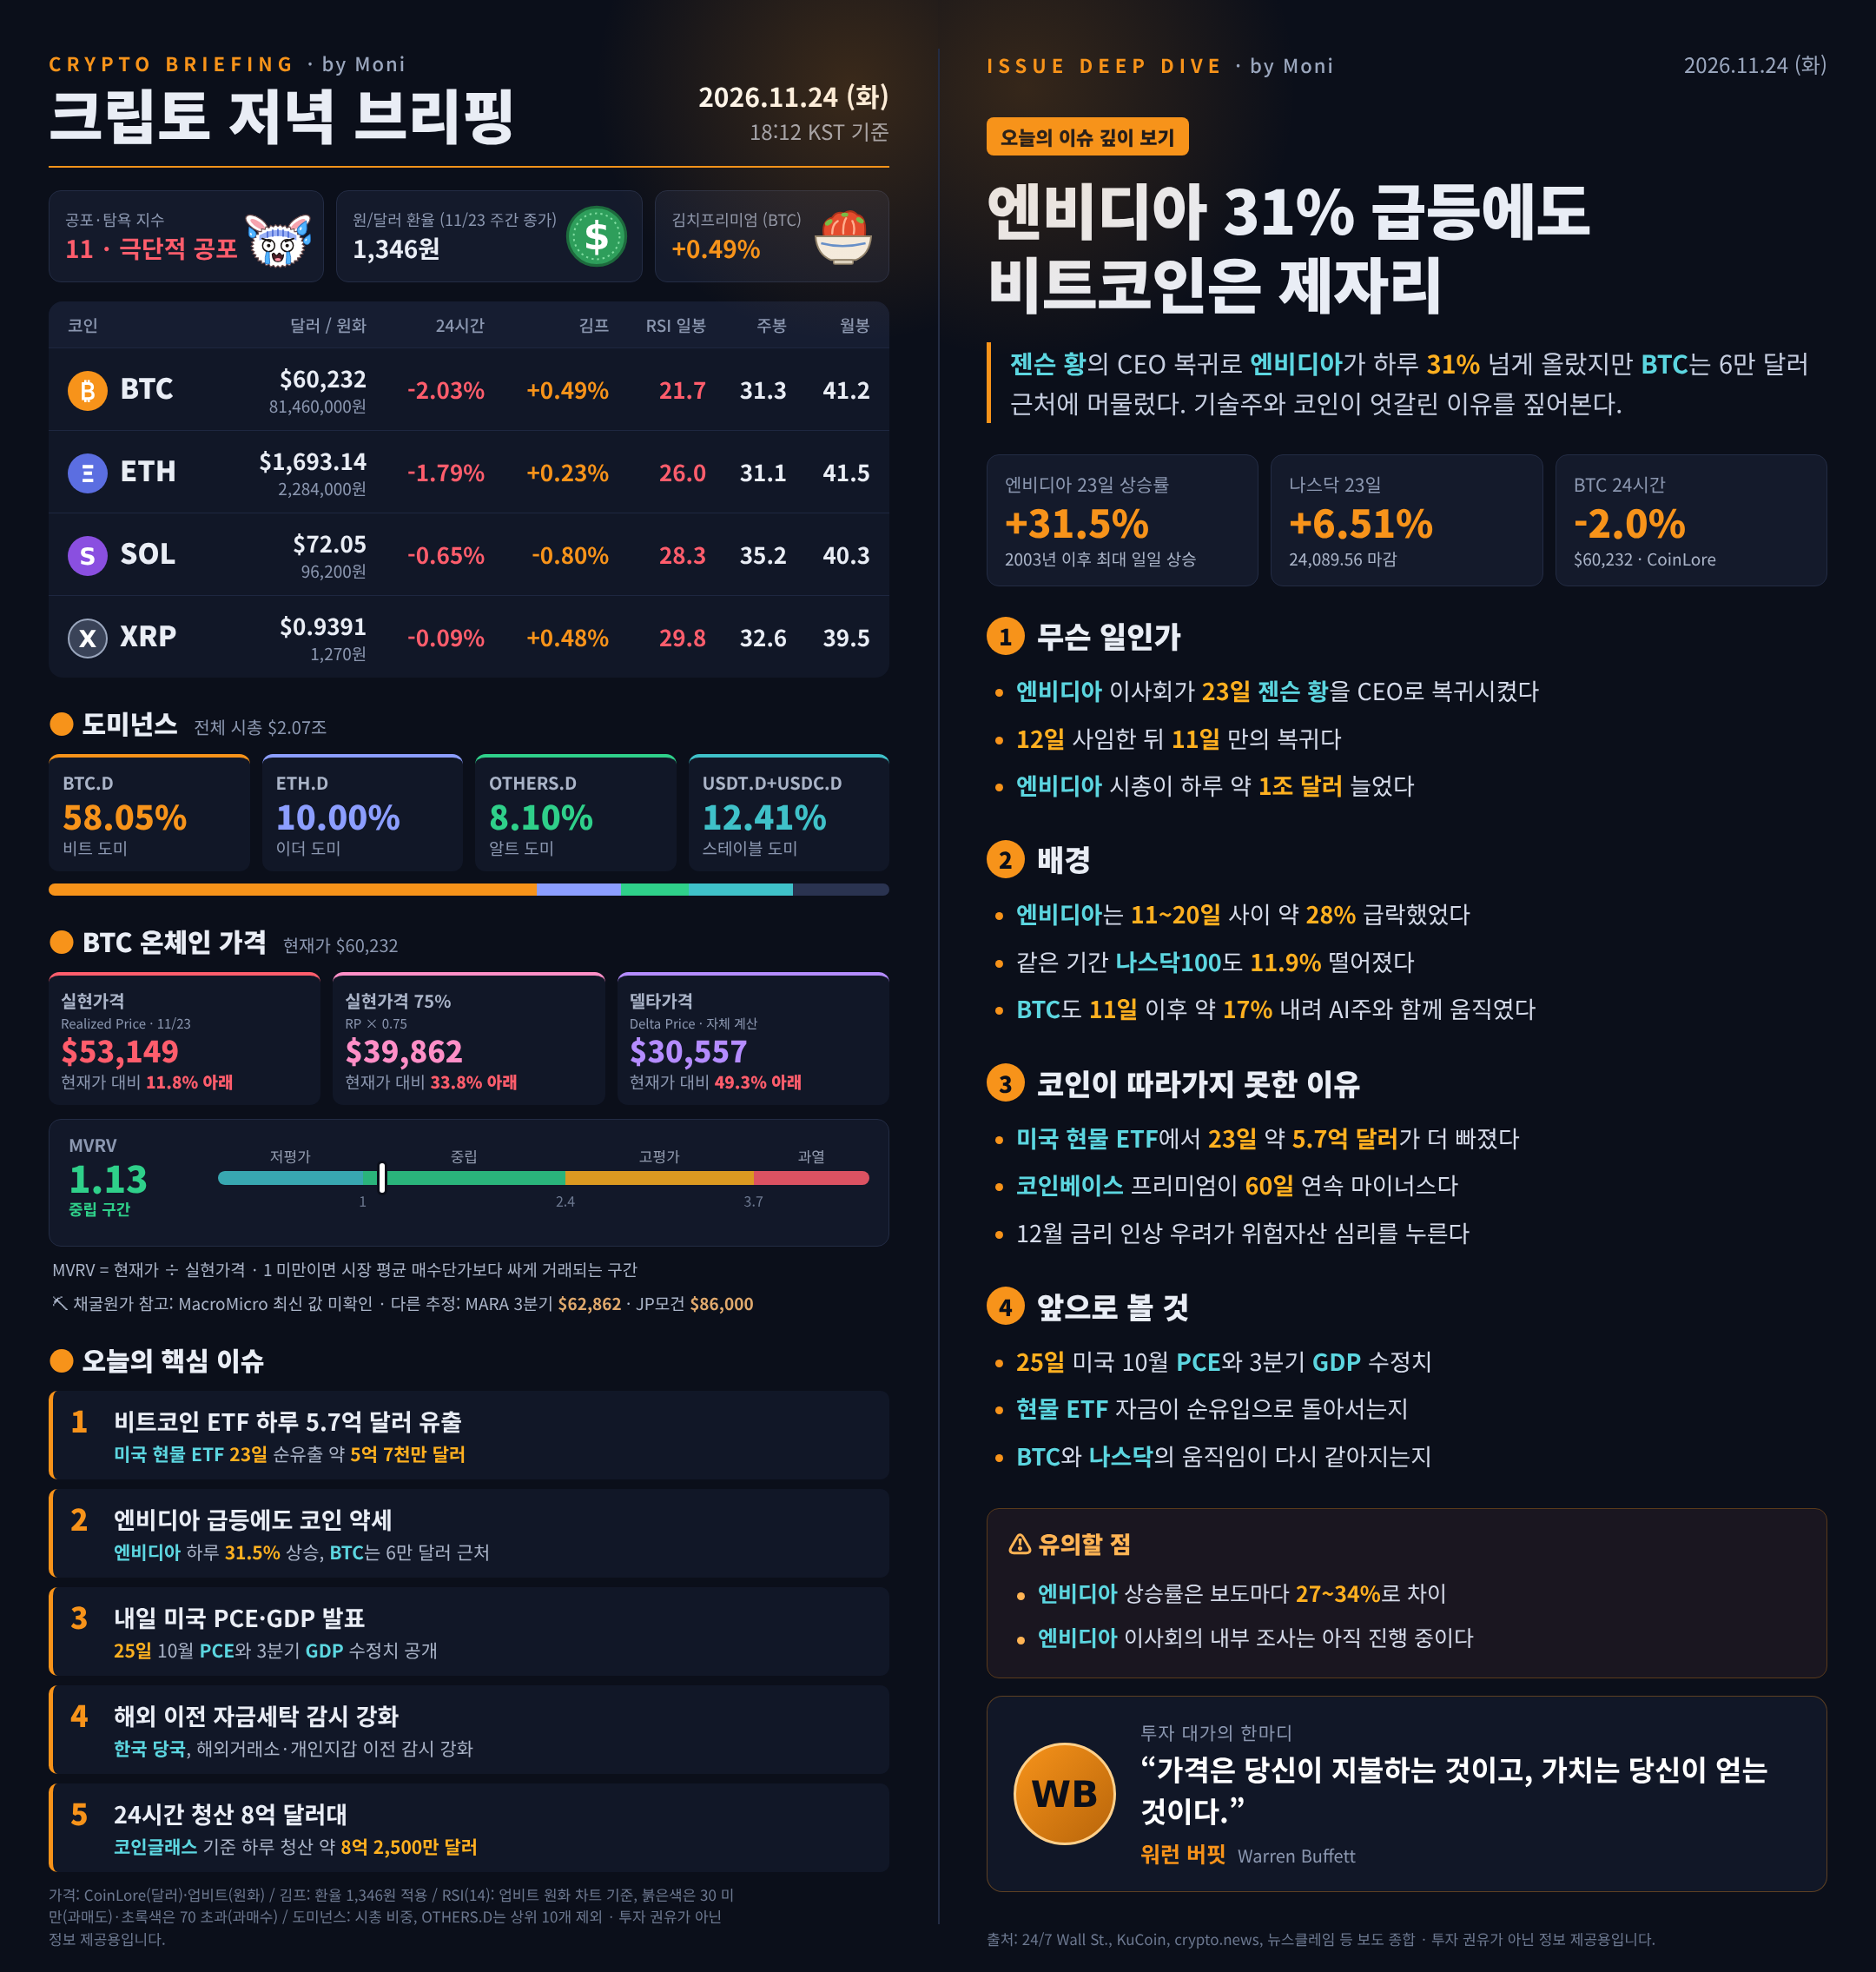 CRYPTO BRIEFING · by Moni
크립토 저녁 브리핑
2026.11.24 (화)
18:12 KST 기준
공포·탐욕 지수
11 · 극단적 공포
원/달러 환율 (11/23 주간 종가)
1,346원
$
김치프리미엄 (BTC)
+0.49%
코인 달러 / 원화 24시간 김프 RSI 일봉 주봉 월봉
₿ BTC $60,232 -2.03% +0.49% 21.7 31.3 41.2
81,460,000원
Ξ ETH $1,693.14 -1.79% +0.23% 26.0 31.1 41.5
2,284,000원
S SOL $72.05 -0.65% -0.80% 28.3 35.2 40.3
96,200원
X XRP $0.9391 -0.09% +0.48% 29.8 32.6 39.5
1,270원
도미넌스 전체 시총 $2.07조
BTC.D
58.05%
비트 도미
ETH.D
10.00%
이더 도미
OTHERS.D
8.10%
알트 도미
USDT.D+USDC.D
12.41%
스테이블 도미
BTC 온체인 가격 현재가 $60,232
실현가격
Realized Price · 11/23
$53,149
현재가 대비 11.8% 아래
실현가격 75%
RP × 0.75
$39,862
현재가 대비 33.8% 아래
델타가격
Delta Price · 자체 계산
$30,557
현재가 대비 49.3% 아래
MVRV
1.13
중립 구간
저평가 중립 고평가 과열
1 2.4 3.7
MVRV = 현재가 ÷ 실현가격 · 1 미만이면 시장 평균 매수단가보다 싸게 거래되는 구간
⛏ 채굴원가 참고: MacroMicro 최신 값 미확인 · 다른 추정: MARA 3분기 $62,862 · JP모건 $86,000
오늘의 핵심 이슈
1 비트코인 ETF 하루 5.7억 달러 유출
미국 현물 ETF 23일 순유출 약 5억 7천만 달러
2 엔비디아 급등에도 코인 약세
엔비디아 하루 31.5% 상승, BTC는 6만 달러 근처
3 내일 미국 PCE·GDP 발표
25일 10월 PCE와 3분기 GDP 수정치 공개
4 해외 이전 자금세탁 감시 강화
한국 당국, 해외거래소·개인지갑 이전 감시 강화
5 24시간 청산 8억 달러대
코인글래스 기준 하루 청산 약 8억 2,500만 달러
가격: CoinLore(달러)·업비트(원화) / 김프: 환율 1,346원 적용 / RSI(14): 업비트 원화 차트 기준, 붉은색은 30 미
만(과매도)·초록색은 70 초과(과매수) / 도미넌스: 시총 비중, OTHERS.D는 상위 10개 제외 · 투자 권유가 아닌
정보 제공용입니다.
ISSUE DEEP DIVE · by Moni
2026.11.24 (화)
오늘의 이슈 깊이 보기
엔비디아 31% 급등에도
비트코인은 제자리
젠슨 황의 CEO 복귀로 엔비디아가 하루 31% 넘게 올랐지만 BTC는 6만 달러
근처에 머물렀다. 기술주와 코인이 엇갈린 이유를 짚어본다.
엔비디아 23일 상승률
+31.5%
2003년 이후 최대 일일 상승
나스닥 23일
+6.51%
24,089.56 마감
BTC 24시간
-2.0%
$60,232 · CoinLore
1 무슨 일인가
• 엔비디아 이사회가 23일 젠슨 황을 CEO로 복귀시켰다
• 12일 사임한 뒤 11일 만의 복귀다
• 엔비디아 시총이 하루 약 1조 달러 늘었다
2 배경
• 엔비디아는 11~20일 사이 약 28% 급락했었다
• 같은 기간 나스닥100도 11.9% 떨어졌다
• BTC도 11일 이후 약 17% 내려 AI주와 함께 움직였다
3 코인이 따라가지 못한 이유
• 미국 현물 ETF에서 23일 약 5.7억 달러가 더 빠졌다
• 코인베이스 프리미엄이 60일 연속 마이너스다
• 12월 금리 인상 우려가 위험자산 심리를 누른다
4 앞으로 볼 것
• 25일 미국 10월 PCE와 3분기 GDP 수정치
• 현물 ETF 자금이 순유입으로 돌아서는지
• BTC와 나스닥의 움직임이 다시 같아지는지
⚠ 유의할 점
• 엔비디아 상승률은 보도마다 27~34%로 차이
• 엔비디아 이사회의 내부 조사는 아직 진행 중이다
WB
투자 대가의 한마디
“가격은 당신이 지불하는 것이고, 가치는 당신이 얻는
것이다.”
워런 버핏 Warren Buffett
출처: 24/7 Wall St., KuCoin, crypto.news, 뉴스클레임 등 보도 종합 · 투자 권유가 아닌 정보 제공용입니다.